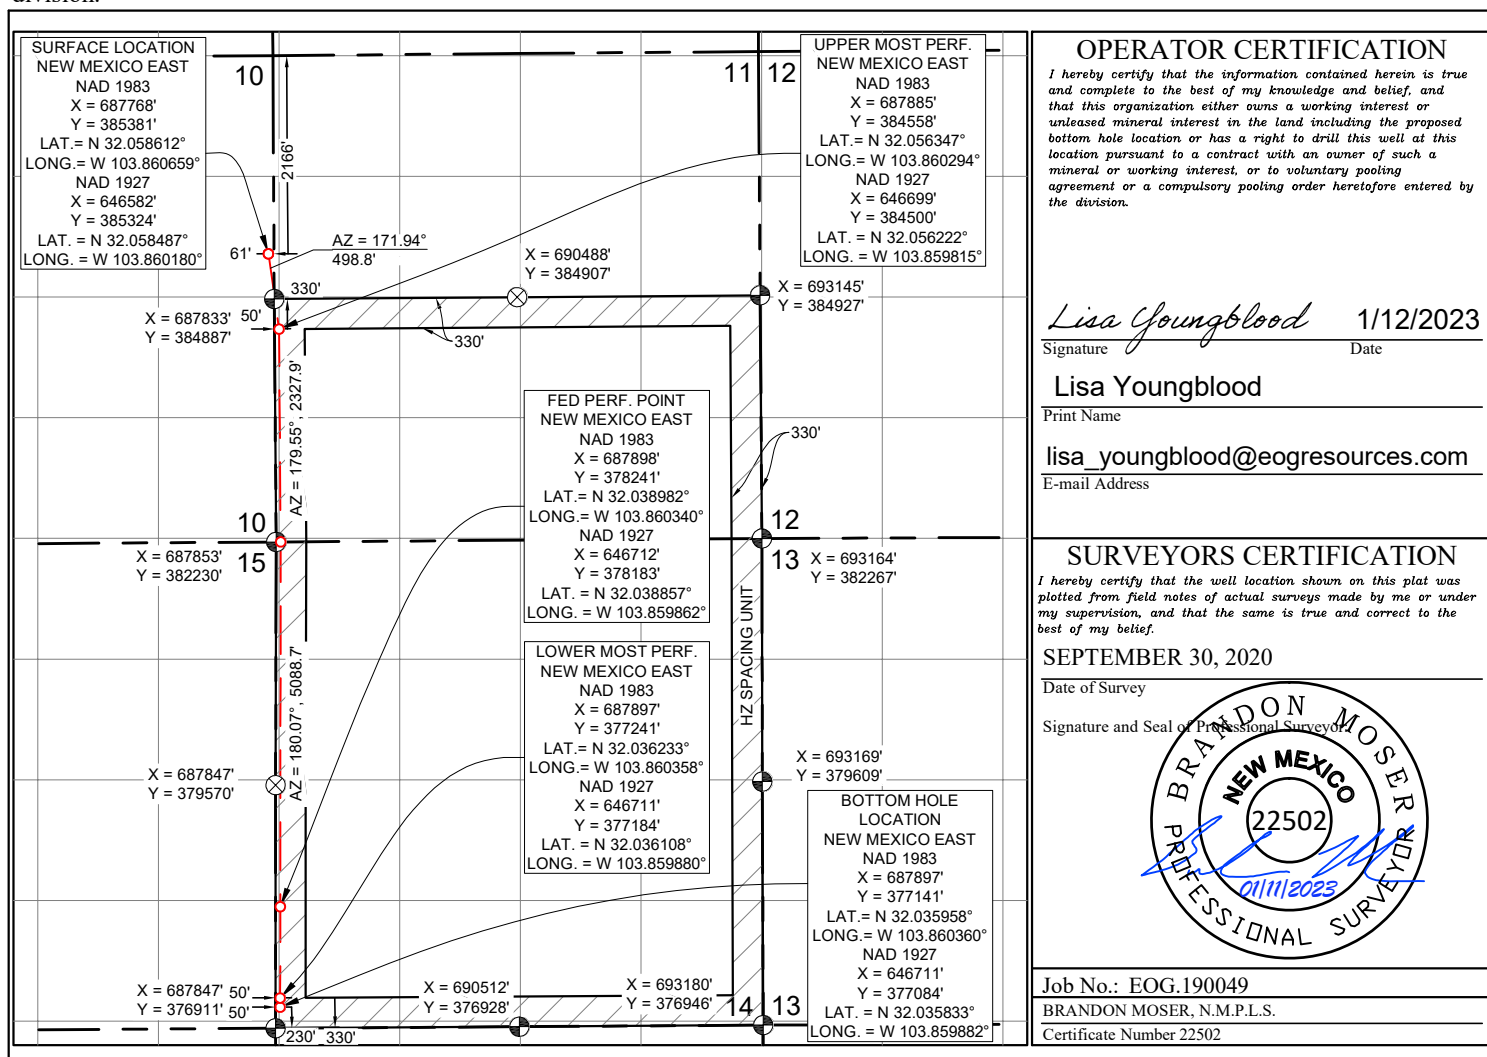 division.
SURFACE LOCATION
NEW MEXICO EAST
NAD 1983
X = 687768'
Y = 385381'
LAT.= N 32.058612°
LONG.= W 103.860659°
NAD 1927
X = 646582'
Y = 385324'
LAT. = N 32.058487°
LONG. = W 103.860180°
10
11
12
UPPER MOST PERF.
NEW MEXICO EAST
NAD 1983
X = 687885'
Y = 384558'
LAT.= N 32.056347°
LONG.= W 103.860294°
NAD 1927
X = 646699'
Y = 384500'
LAT. = N 32.056222°
LONG. = W 103.859815°
2166'
61'
AZ = 171.94°
498.8'
X = 690488'
Y = 384907'
330'
X = 693145'
Y = 384927'
X = 687833'
Y = 384887'
50'
330'
AZ = 179.55°, 2327.9'
330'
FED PERF. POINT
NEW MEXICO EAST
NAD 1983
X = 687898'
Y = 378241'
LAT.= N 32.038982°
LONG.= W 103.860340°
NAD 1927
X = 646712'
Y = 378183'
LAT. = N 32.038857°
LONG. = W 103.859862°
10
15
12
13
X = 687853'
Y = 382230'
X = 693164'
Y = 382267'
HZ SPACING UNIT
AZ = 180.07°, 5088.7'
LOWER MOST PERF.
NEW MEXICO EAST
NAD 1983
X = 687897'
Y = 377241'
LAT.= N 32.036233°
LONG.= W 103.860358°
NAD 1927
X = 646711'
Y = 377184'
LAT. = N 32.036108°
LONG. = W 103.859880°
X = 687847'
Y = 379570'
X = 693169'
Y = 379609'
BOTTOM HOLE
LOCATION
NEW MEXICO EAST
NAD 1983
X = 687897'
Y = 377141'
LAT.= N 32.035958°
LONG.= W 103.860360°
NAD 1927
X = 646711'
Y = 377084'
LAT. = N 32.035833°
LONG. = W 103.859882°
X = 687847'
Y = 376911'
50'
50'
230'
330'
X = 690512'
Y = 376928'
X = 693180'
Y = 376946'
14
13
OPERATOR CERTIFICATION
I hereby certify that the information contained herein is true
and complete to the best of my knowledge and belief, and
that this organization either owns a working interest or
unleased mineral interest in the land including the proposed
bottom hole location or has a right to drill this well at this
location pursuant to a contract with an owner of such a
mineral or working interest, or to voluntary pooling
agreement or a compulsory pooling order heretofore entered by
the division.
Lisa Youngblood 1/12/2023
Signature Date
Lisa Youngblood
Print Name
lisa_youngblood@eogresources.com
E-mail Address
SURVEYORS CERTIFICATION
I hereby certify that the well location shown on this plat was
plotted from field notes of actual surveys made by me or under
my supervision, and that the same is true and correct to the
best of my belief.
SEPTEMBER 30, 2020
Date of Survey
Signature and Seal of Professional Surveyor:
BRANDON MOSER
NEW MEXICO
22502
01/11/2023
PROFESSIONAL SURVEYOR
Job No.: EOG.190049
BRANDON MOSER, N.M.P.L.S.
Certificate Number 22502